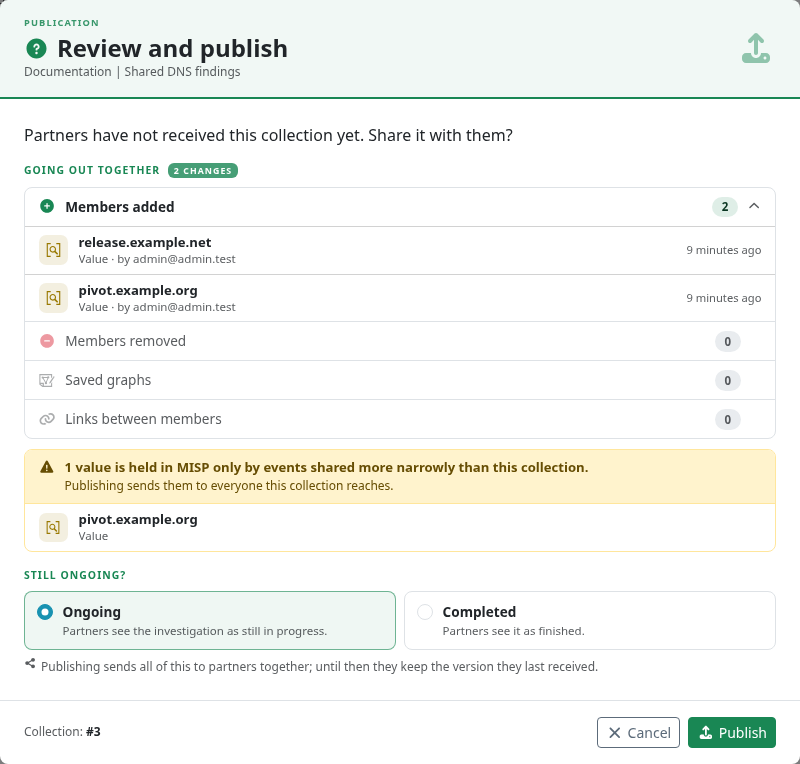 PUBLICATION
Review and publish
Documentation | Shared DNS findings
Partners have not received this collection yet. Share it with them?
GOING OUT TOGETHER 2 CHANGES
Members added 2
release.example.net
Value · by admin@admin.test
9 minutes ago
pivot.example.org
Value · by admin@admin.test
9 minutes ago
Members removed 0
Saved graphs 0
Links between members 0
1 value is held in MISP only by events shared more narrowly than this collection.
Publishing sends them to everyone this collection reaches.
pivot.example.org
Value
STILL ONGOING?
Ongoing
Partners see the investigation as still in progress.
Completed
Partners see it as finished.
Publishing sends all of this to partners together; until then they keep the version they last received.
Collection: #3
Cancel
Publish